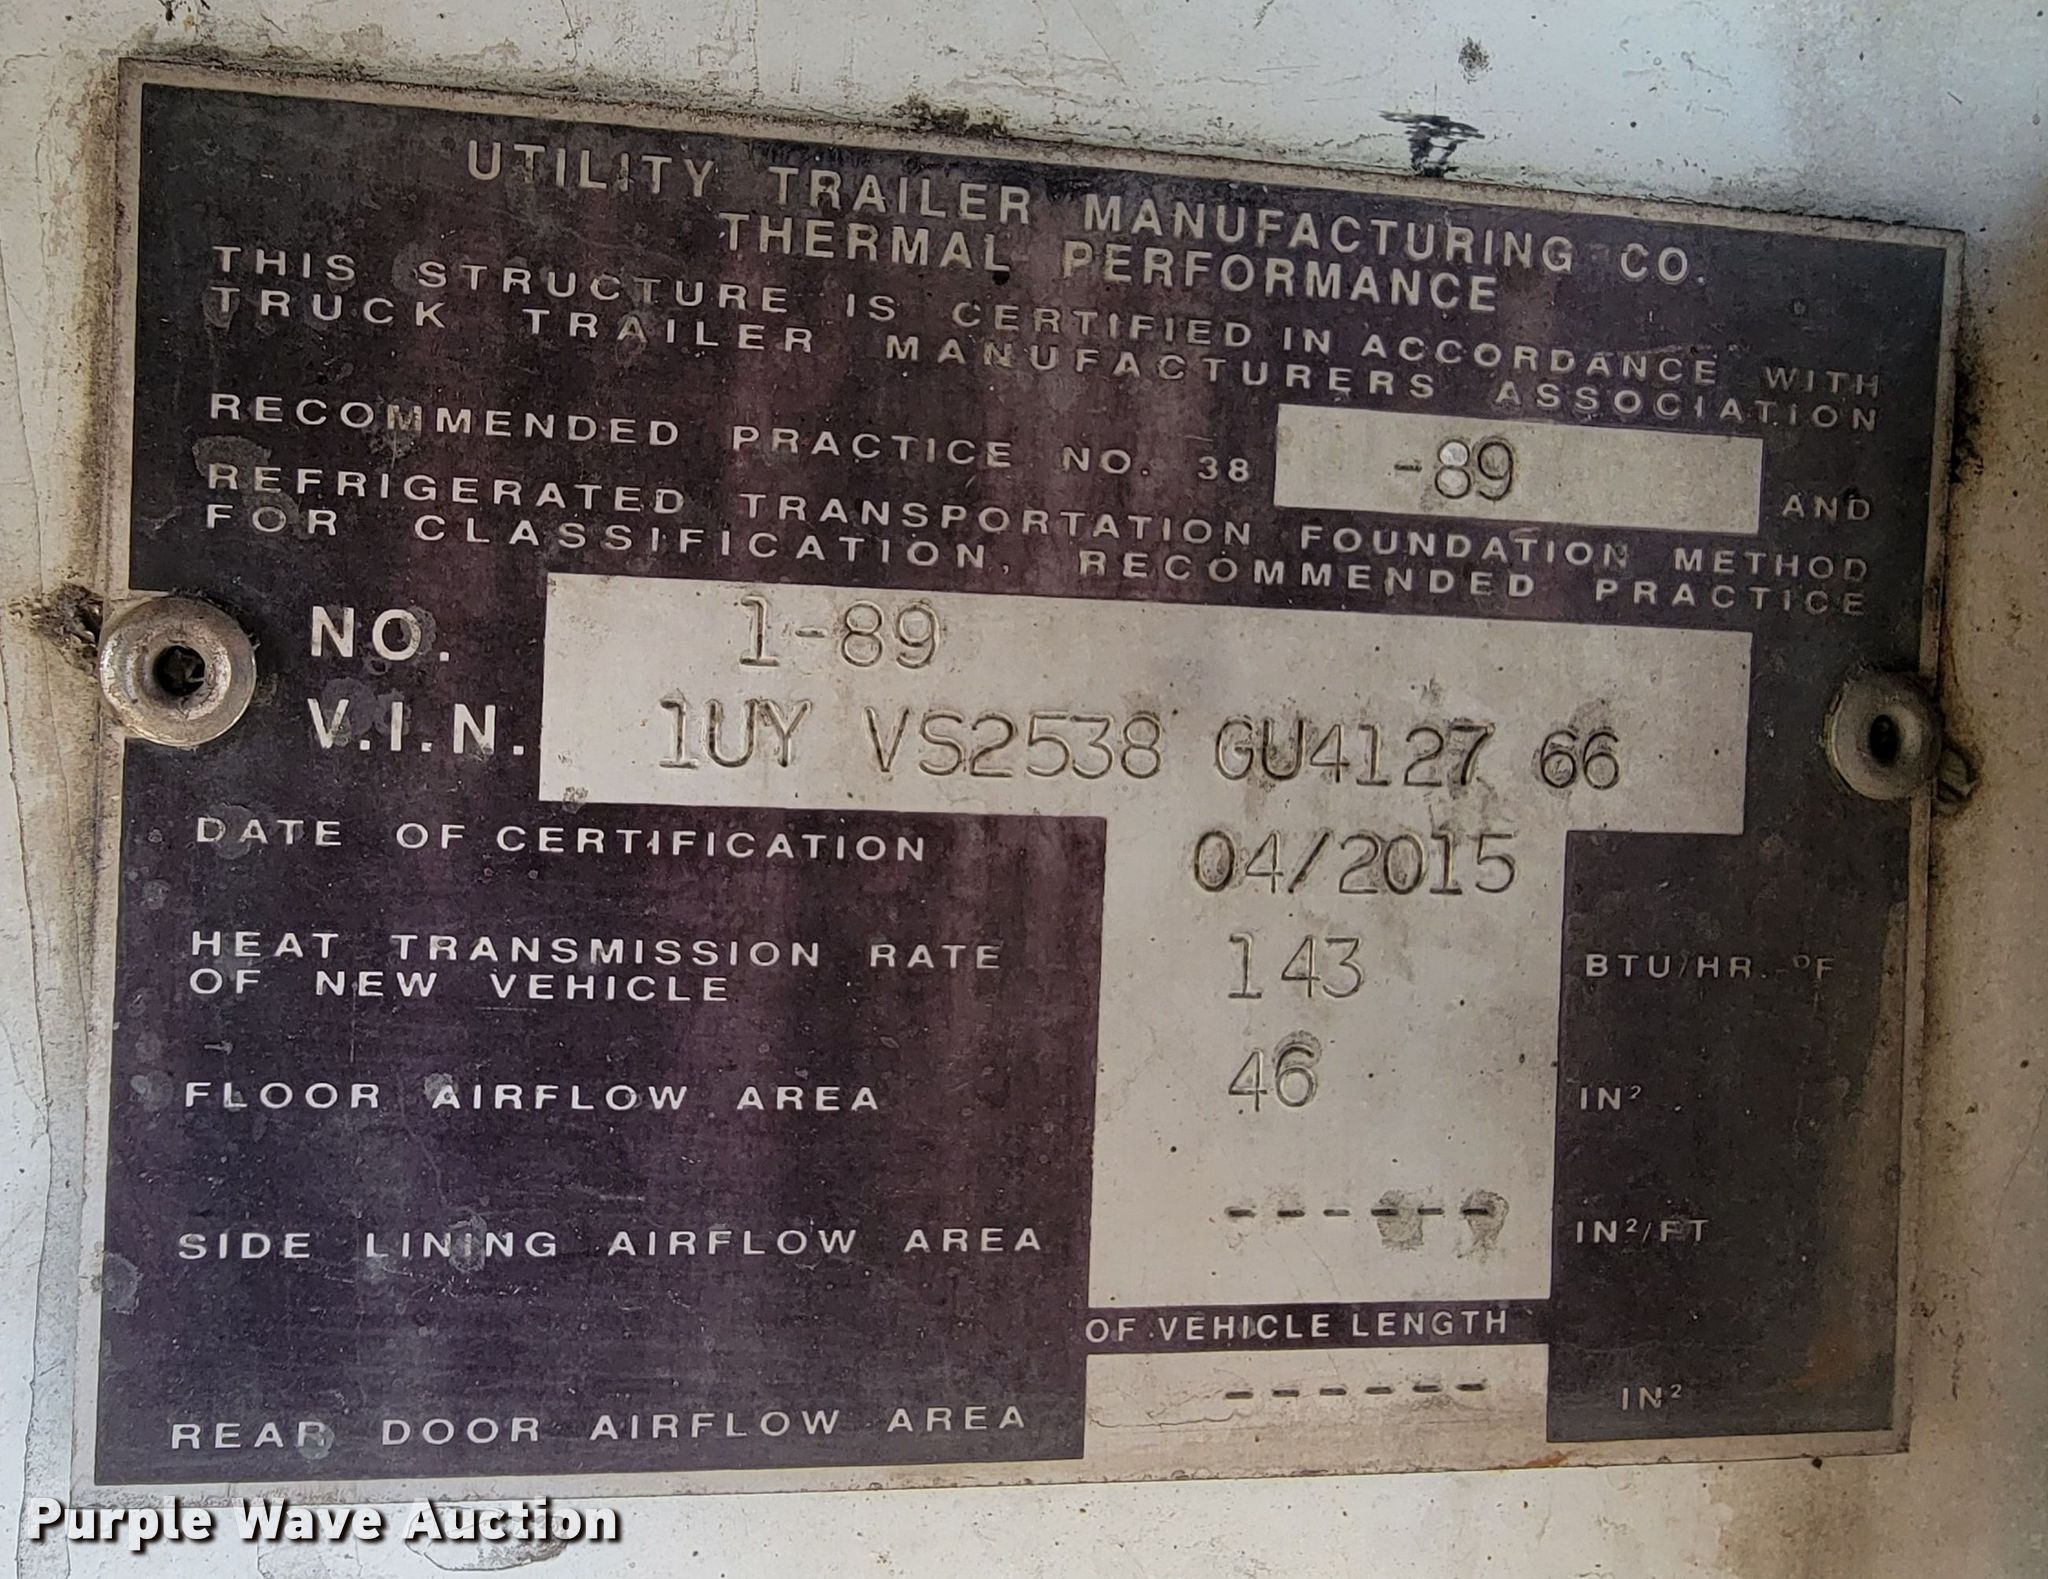 UTILITY TRAILER MANUFACTURING CO.
THERMAL PERFORMANCE
THIS STRUCTURE IS CERTIFIED IN ACCORDANCE WITH
TRUCK TRAILER MANUFACTURERS ASSOCIATION
RECOMMENDED PRACTICE NO. 38 -89 AND
REFRIGERATED TRANSPORTATION FOUNDATION METHOD
FOR CLASSIFICATION, RECOMMENDED PRACTICE
NO. 1-89
V.I.N. 1UY VS2538 GU4127 66
DATE OF CERTIFICATION 04/2015
HEAT TRANSMISSION RATE 143 BTU/HR.-°F
OF NEW VEHICLE
FLOOR AIRFLOW AREA 46 IN²
SIDE LINING AIRFLOW AREA ------ IN²/FT
OF VEHICLE LENGTH
REAR DOOR AIRFLOW AREA ------ IN²
Purple Wave Auction